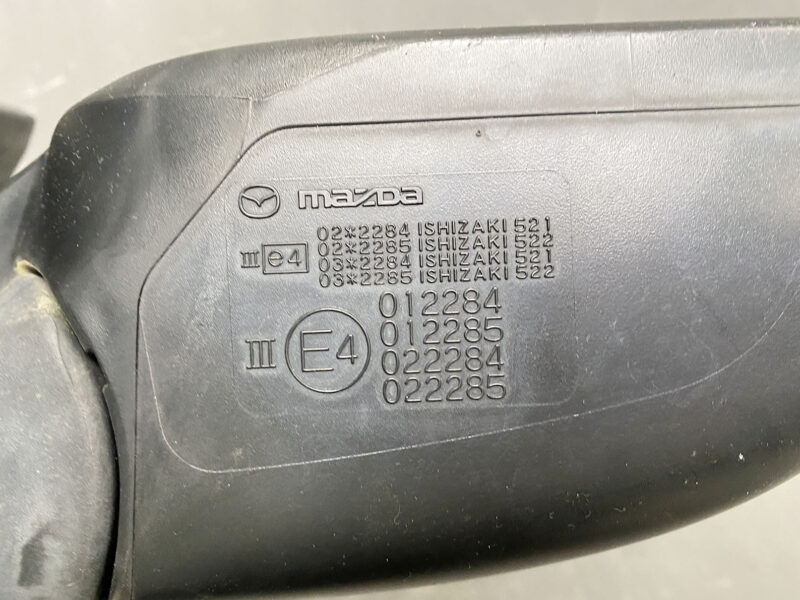 mazda
02*2284 ISHIZAKI 521
02*2285 ISHIZAKI 522
III e4
03*2284 ISHIZAKI 521
03*2285 ISHIZAKI 522
012284
012285
III E4
022284
022285